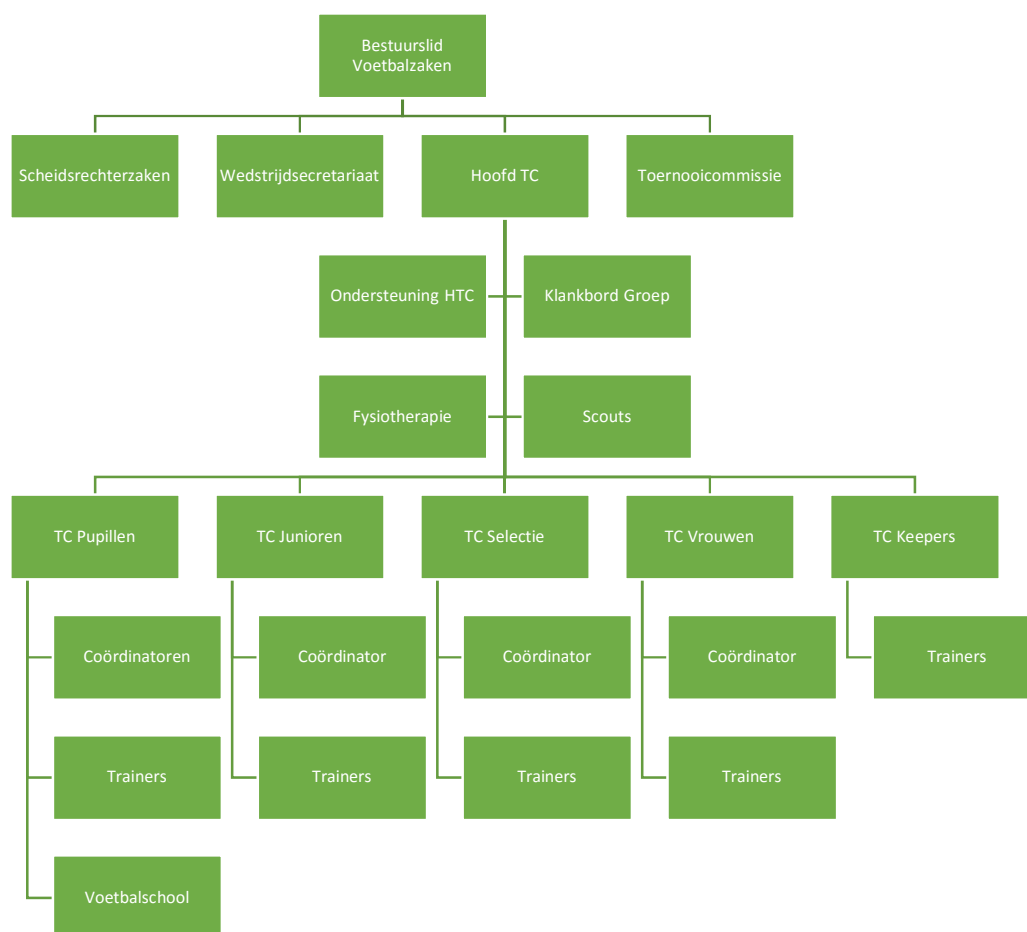 Bestuurslid
Voetbalzaken
Scheidsrechterzaken
Wedstrijdsecretariaat
Hoofd TC
Toernooicommissie
Ondersteuning HTC
Klankbord Groep
Fysiotherapie
Scouts
TC Pupillen
TC Junioren
TC Selectie
TC Vrouwen
TC Keepers
Coördinatoren
Coördinator
Coördinator
Coördinator
Trainers
Trainers
Trainers
Trainers
Trainers
Voetbalschool